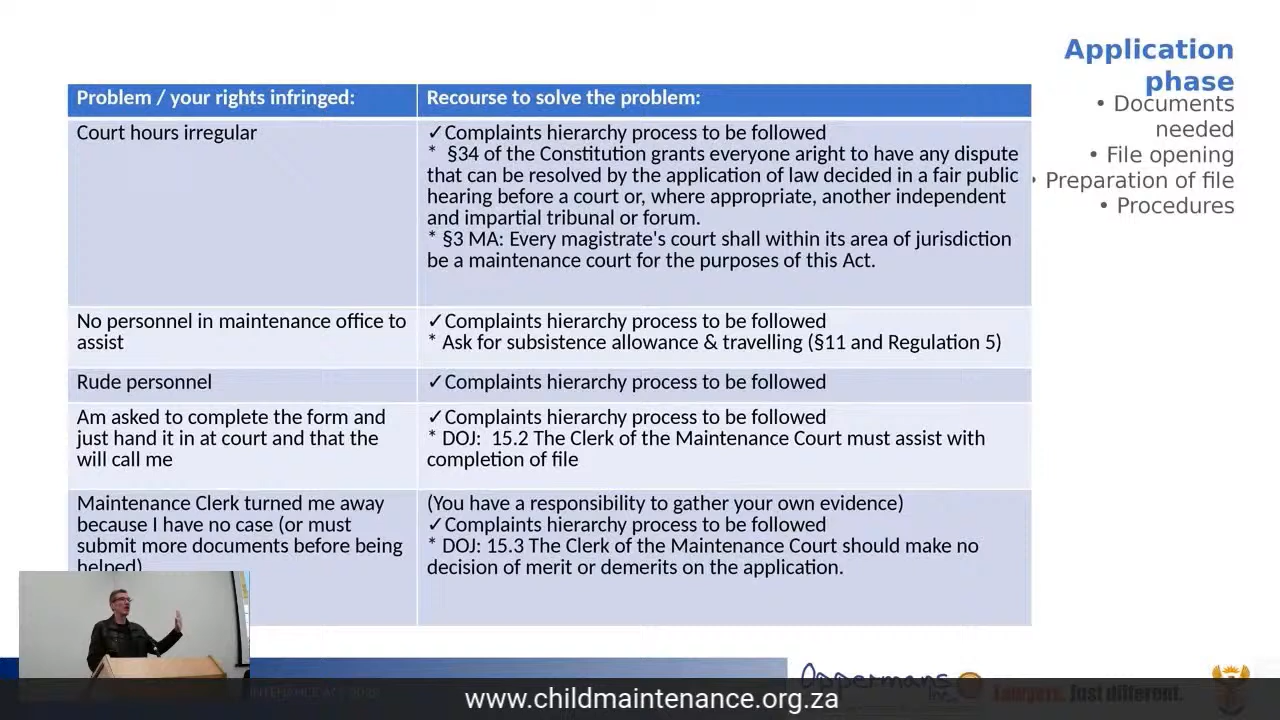 Application
phase
• Documents
needed
• File opening
• Preparation of file
• Procedures
Problem / your rights infringed:
Recourse to solve the problem:
Court hours irregular
✓Complaints hierarchy process to be followed
* §34 of the Constitution grants everyone aright to have any dispute
that can be resolved by the application of law decided in a fair public
hearing before a court or, where appropriate, another independent
and impartial tribunal or forum.
* §3 MA: Every magistrate's court shall within its area of jurisdiction
be a maintenance court for the purposes of this Act.
No personnel in maintenance office to
assist
✓Complaints hierarchy process to be followed
* Ask for subsistence allowance & travelling (§11 and Regulation 5)
Rude personnel
✓Complaints hierarchy process to be followed
Am asked to complete the form and
just hand it in at court and that the
will call me
✓Complaints hierarchy process to be followed
* DOJ: 15.2 The Clerk of the Maintenance Court must assist with
completion of file
Maintenance Clerk turned me away
because I have no case (or must
submit more documents before being
helped)
(You have a responsibility to gather your own evidence)
✓Complaints hierarchy process to be followed
* DOJ: 15.3 The Clerk of the Maintenance Court should make no
decision of merit or demerits on the application.
Oppermans
Inc.
Lawyers. Just different.
www.childmaintenance.org.za